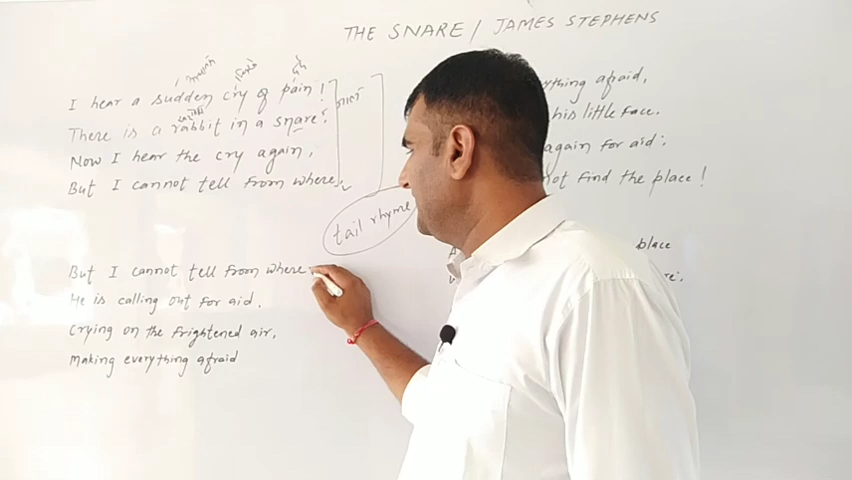 THE SNARE / JAMES STEPHENS
I hear a sudden cry of pain !
There is a rabbit in a snare :
Now I hear the cry again,
But I cannot tell from where,
tail rhyme
But I cannot tell from where
He is calling out for aid.
Crying on the frightened air,
Making everything afraid
ything afraid,
his little face.
again for aid :
not find the place !
place